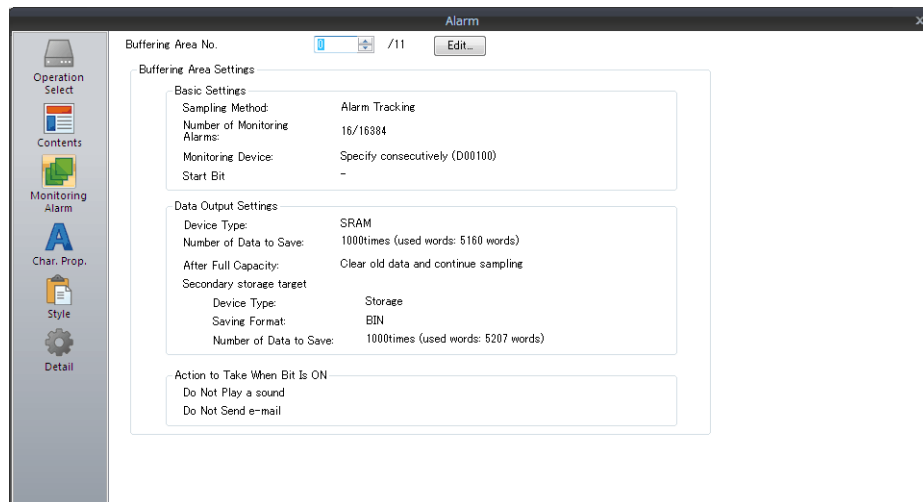 Alarm
Buffering Area No. 0 /11 Edit...
Buffering Area Settings
Basic Settings
Sampling Method: Alarm Tracking
Number of Monitoring Alarms: 16/16384
Monitoring Device: Specify consecutively (D00100)
Start Bit -
Data Output Settings
Device Type: SRAM
Number of Data to Save: 1000times (used words: 5160 words)
After Full Capacity: Clear old data and continue sampling
Secondary storage target
Device Type: Storage
Saving Format: BIN
Number of Data to Save: 1000times (used words: 5207 words)
Action to Take When Bit Is ON
Do Not Play a sound
Do Not Send e-mail
Operation
Select
Contents
Monitoring
Alarm
Char. Prop.
Style
Detail